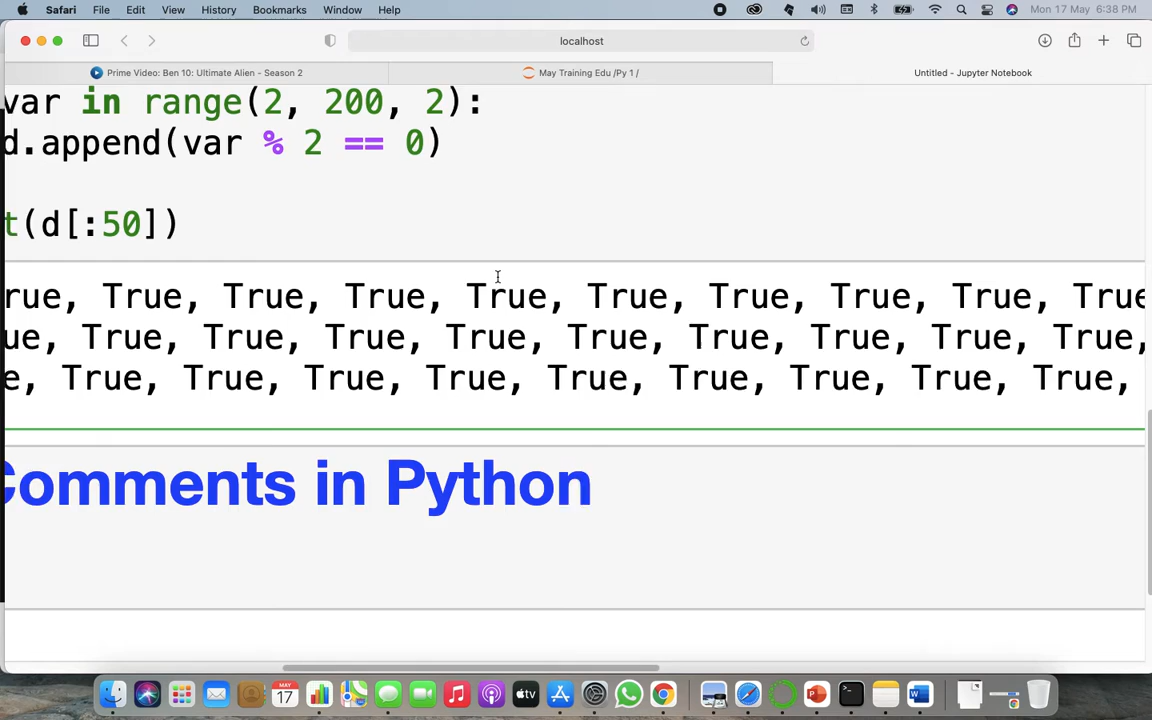 Safari File Edit View History Bookmarks Window Help Mon 17 May 6:38 PM
localhost
Prime Video: Ben 10: Ultimate Alien - Season 2 May Training Edu /Py 1 / Untitled - Jupyter Notebook
var in range(2, 200, 2):
d.append(var % 2 == 0)
t(d[:50])
rue, True, True, True, True, True, True, True, True, True
ue, True, True, True, True, True, True, True, True, True,
e, True, True, True, True, True, True, True, True, True,
Comments in Python
MAY
17
tv
W